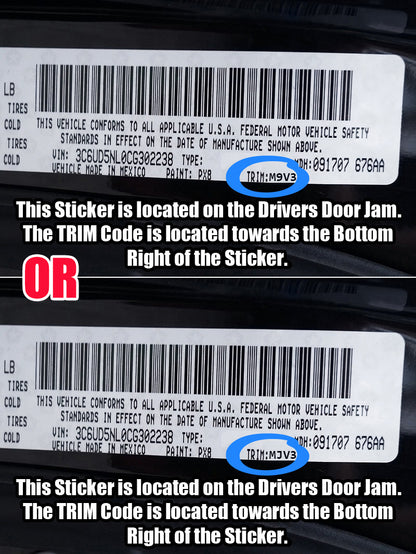 LB
TIRES
COLD
TIRES
COLD
THIS VEHICLE CONFORMS TO ALL APPLICABLE U.S.A. FEDERAL MOTOR VEHICLE SAFETY
STANDARDS IN EFFECT ON THE DATE OF MANUFACTURE SHOWN ABOVE.
VIN: 3C6UD5NL0CG302238 TYPE:
MDH:091707 676AA
VEHICLE MADE IN MEXICO PAINT: PX8 TRIM:M9V3
This Sticker is located on the Drivers Door Jam.
The TRIM Code is located towards the Bottom
Right of the Sticker.
OR
LB
TIRES
COLD
TIRES
COLD
THIS VEHICLE CONFORMS TO ALL APPLICABLE U.S.A. FEDERAL MOTOR VEHICLE SAFETY
STANDARDS IN EFFECT ON THE DATE OF MANUFACTURE SHOWN ABOVE.
VIN: 3C6UD5NL0CG302238 TYPE:
:091707 676AA
VEHICLE MADE IN MEXICO PAINT: PX8 TRIM:MJV3
This Sticker is located on the Drivers Door Jam.
The TRIM Code is located towards the Bottom
Right of the Sticker.